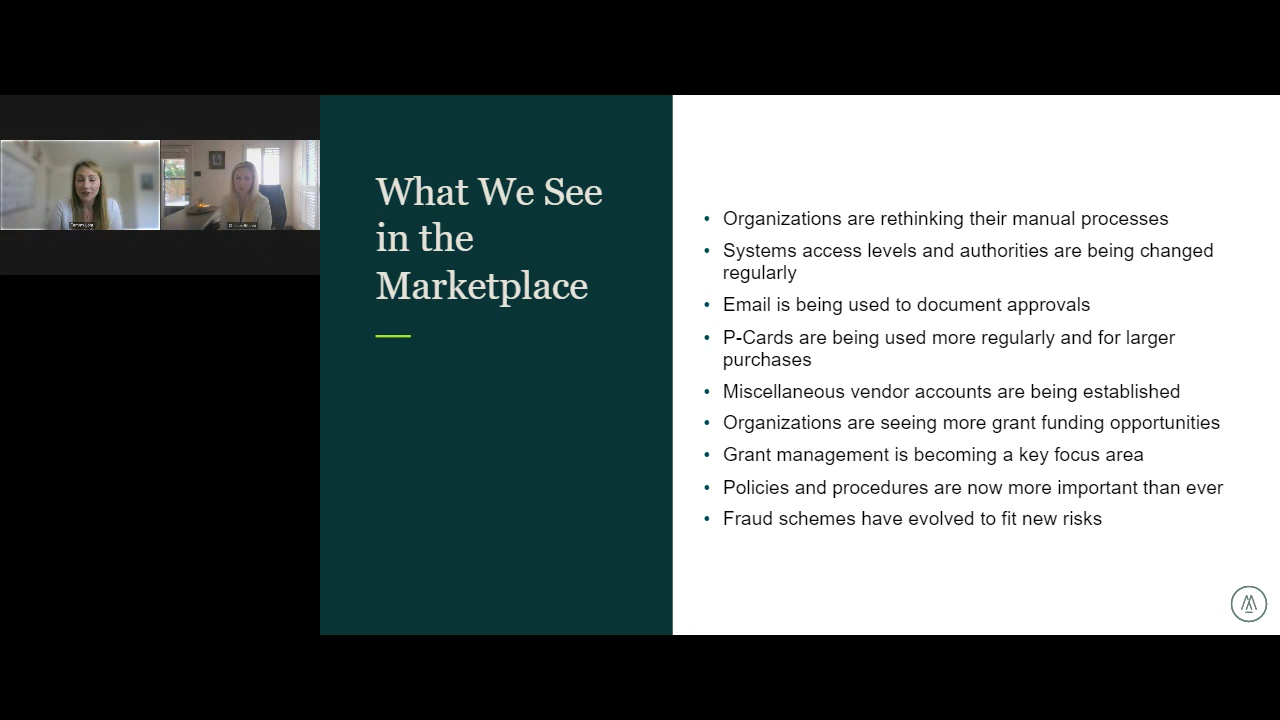 What We See
in the
Marketplace
• Organizations are rethinking their manual processes
• Systems access levels and authorities are being changed
regularly
• Email is being used to document approvals
• P-Cards are being used more regularly and for larger
purchases
• Miscellaneous vendor accounts are being established
• Organizations are seeing more grant funding opportunities
• Grant management is becoming a key focus area
• Policies and procedures are now more important than ever
• Fraud schemes have evolved to fit new risks